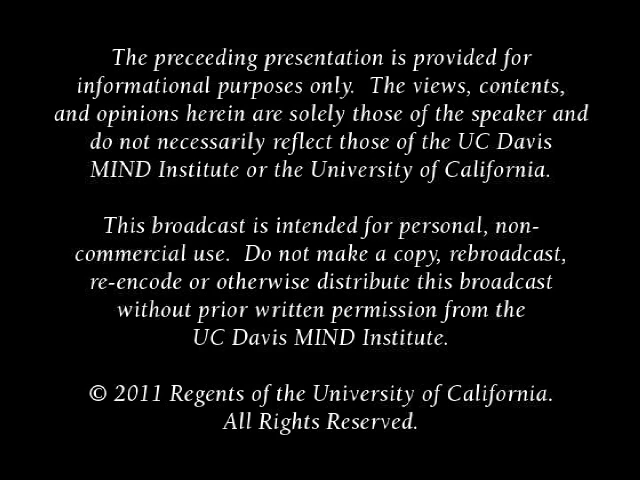 The preceeding presentation is provided for
informational purposes only.  The views, contents,
and opinions herein are solely those of the speaker and
do not necessarily reflect those of the UC Davis
MIND Institute or the University of California.

This broadcast is intended for personal, non-
commercial use.  Do not make a copy, rebroadcast,
re-encode or otherwise distribute this broadcast
without prior written permission from the
UC Davis MIND Institute.

© 2011 Regents of the University of California.
All Rights Reserved.